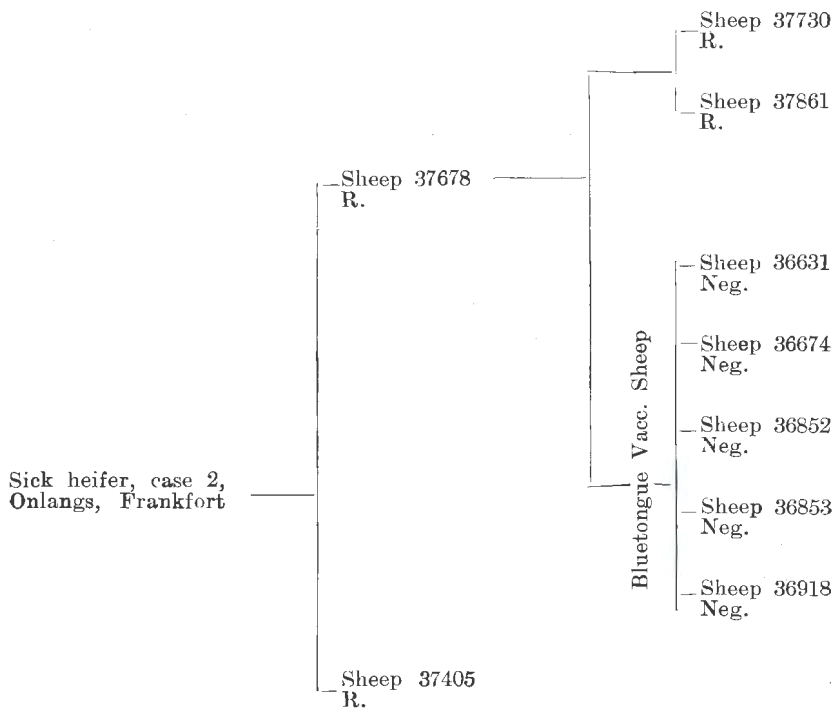 Sheep 37730
R.
Sheep 37861
R.
Sheep 37678
R.
Bluetongue Vacc. Sheep
Sheep 36631
Neg.
Sheep 36674
Neg.
Sheep 36852
Neg.
Sheep 36853
Neg.
Sheep 36918
Neg.
Sick heifer, case 2,
Onlangs, Frankfort
Sheep 37405
R.